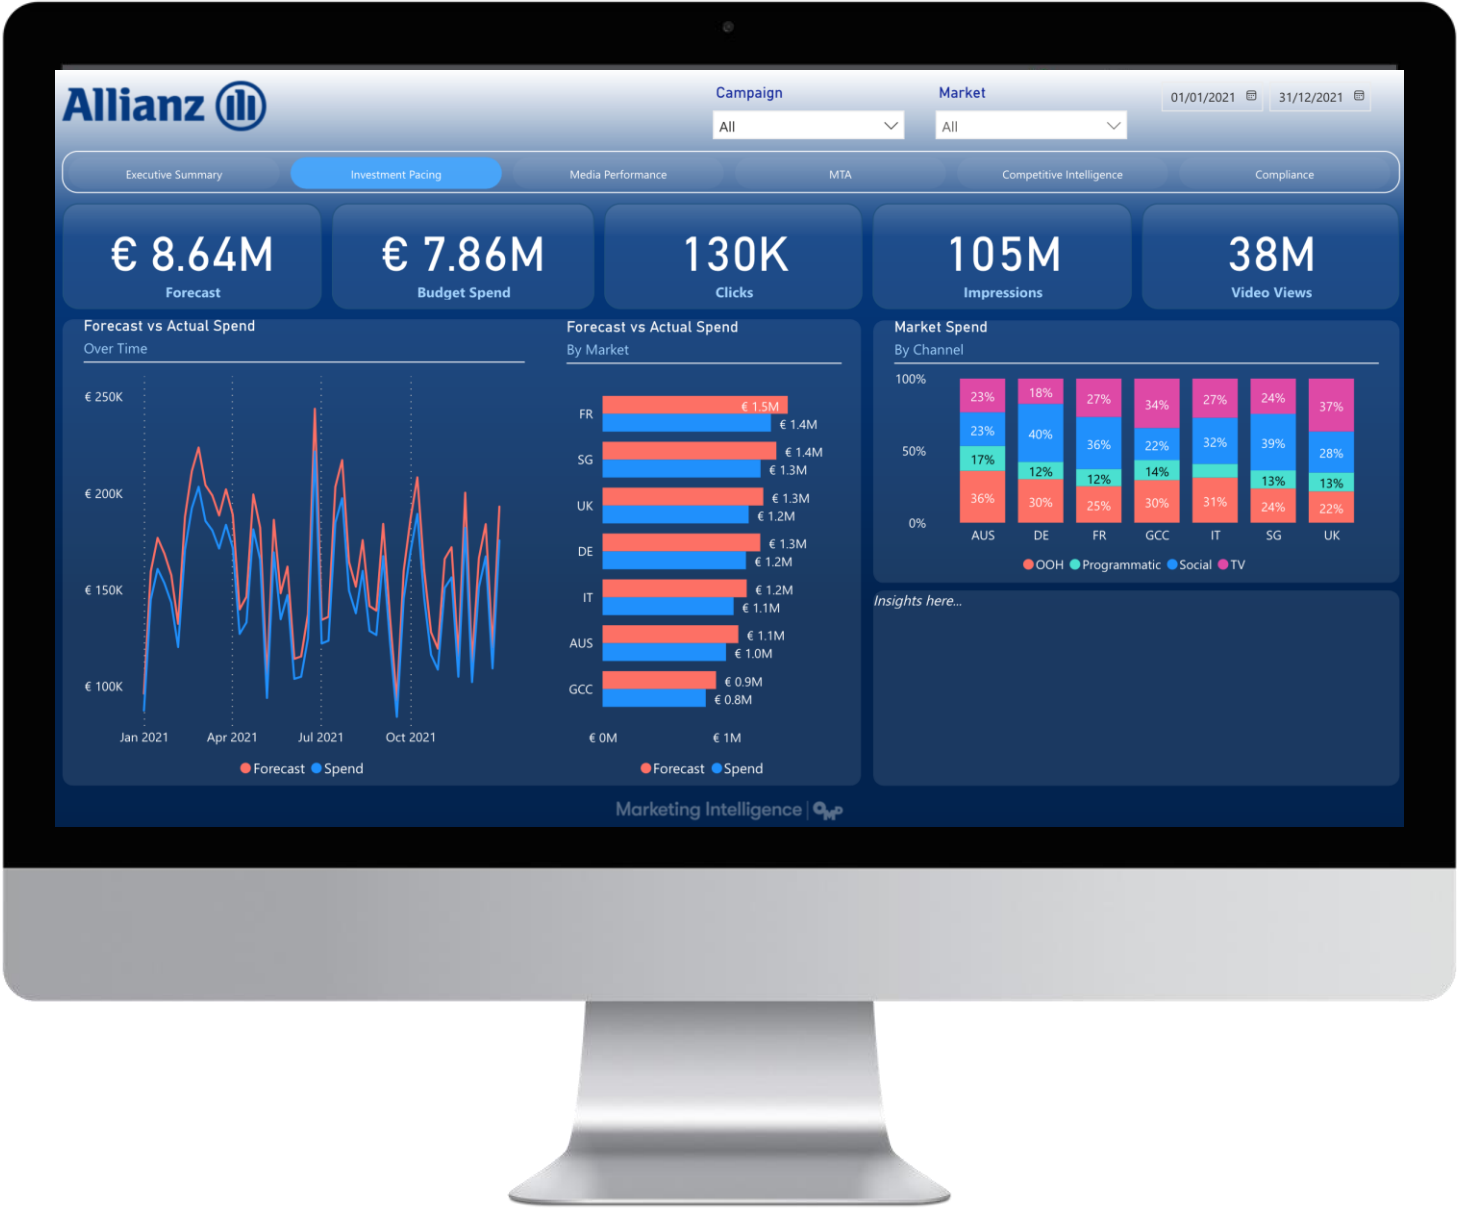 Allianz
Campaign
Market
All
All
01/01/2021
31/12/2021
Executive Summary
Investment Pacing
Media Performance
MTA
Competitive Intelligence
Compliance
€ 8.64M
Forecast
€ 7.86M
Budget Spend
130K
Clicks
105M
Impressions
38M
Video Views
Forecast vs Actual Spend
Over Time
€ 250K
€ 200K
€ 150K
€ 100K
Jan 2021
Apr 2021
Jul 2021
Oct 2021
Forecast
Spend
Forecast vs Actual Spend
By Market
FR
€ 1.5M
€ 1.4M
SG
€ 1.4M
€ 1.3M
UK
€ 1.3M
€ 1.2M
DE
€ 1.3M
€ 1.2M
IT
€ 1.2M
€ 1.1M
AUS
€ 1.1M
€ 1.0M
GCC
€ 0.9M
€ 0.8M
€ 0M
€ 1M
Forecast
Spend
Market Spend
By Channel
100%
50%
0%
23%
23%
17%
36%
AUS
18%
40%
12%
30%
DE
27%
36%
12%
25%
FR
34%
22%
14%
30%
GCC
27%
32%
31%
IT
24%
39%
13%
24%
SG
37%
28%
13%
22%
UK
OOH
Programmatic
Social
TV
Insights here...
Marketing Intelligence | OMD